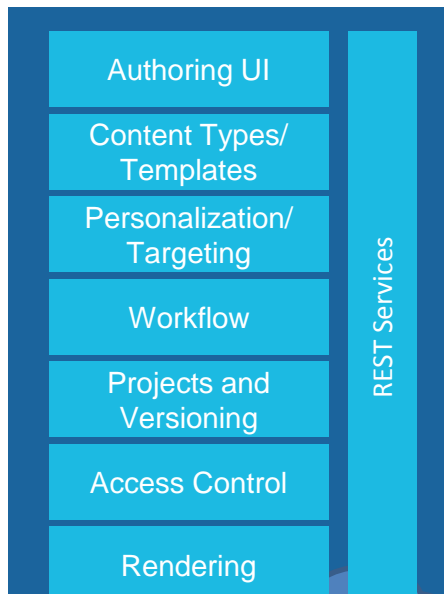 Authoring UI
Content Types/
Templates
Personalization/
Targeting
Workflow
Projects and
Versioning
Access Control
Rendering
REST Services